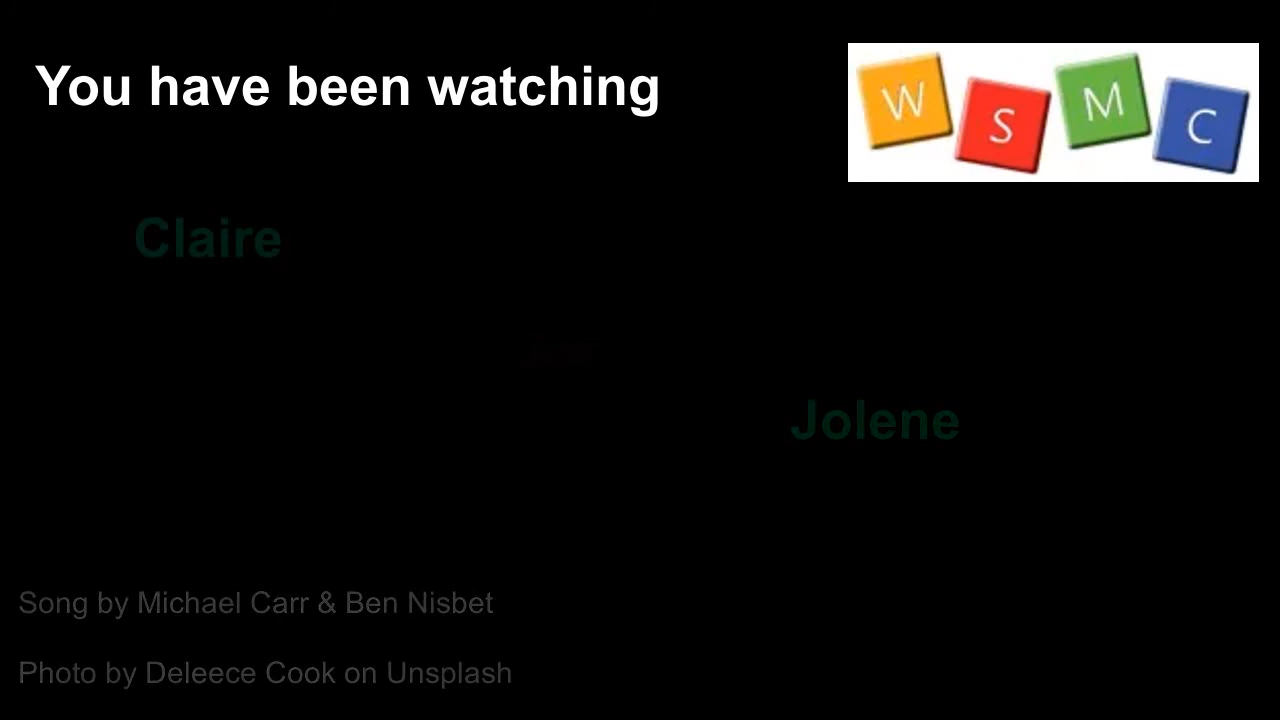 You have been watching
W S M C
Claire
Jolene
Song by Michael Carr & Ben Nisbet
Photo by Deleece Cook on Unsplash